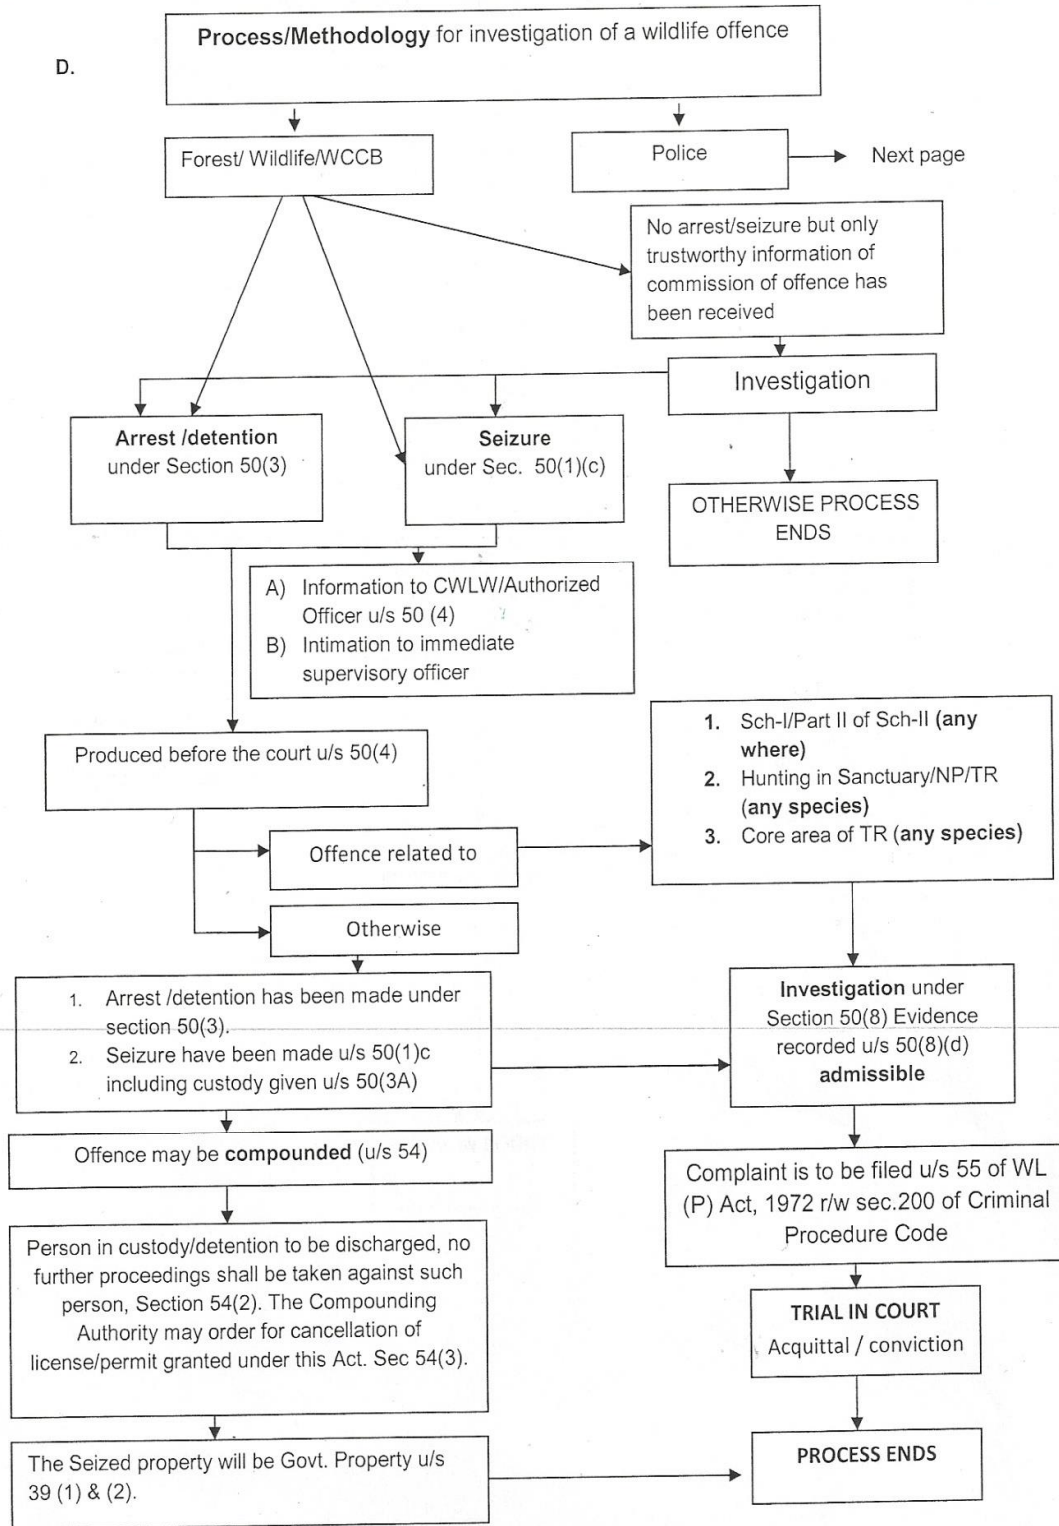 Process/Methodology for investigation of a wildlife offence
D.
Forest/ Wildlife/WCCB
Police
Next page
No arrest/seizure but only
trustworthy information of
commission of offence has
been received
Investigation
Arrest /detention
under Section 50(3)
Seizure
under Sec. 50(1)(c)
OTHERWISE PROCESS
ENDS
A) Information to CWLW/Authorized
Officer u/s 50 (4)
B) Intimation to immediate
supervisory officer
Produced before the court u/s 50(4)
1. Sch-I/Part II of Sch-II (any
where)
2. Hunting in Sanctuary/NP/TR
(any species)
3. Core area of TR (any species)
Offence related to
Otherwise
1. Arrest /detention has been made under
section 50(3).
2. Seizure have been made u/s 50(1)c
including custody given u/s 50(3A)
Investigation under
Section 50(8) Evidence
recorded u/s 50(8)(d)
admissible
Offence may be compounded (u/s 54)
Complaint is to be filed u/s 55 of WL
(P) Act, 1972 r/w sec.200 of Criminal
Procedure Code
Person in custody/detention to be discharged, no
further proceedings shall be taken against such
person, Section 54(2). The Compounding
Authority may order for cancellation of
license/permit granted under this Act. Sec 54(3).
TRIAL IN COURT
Acquittal / conviction
The Seized property will be Govt. Property u/s
39 (1) & (2).
PROCESS ENDS